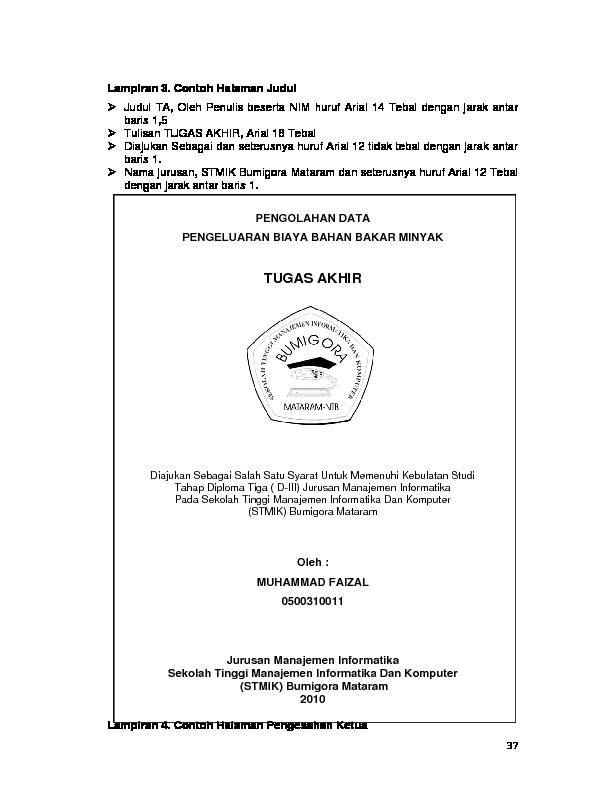 Lampiran 3. Contoh Halaman Judul
➢ Judul TA, Oleh Penulis beserta NIM huruf Arial 14 Tebal dengan jarak antar
baris 1,5
➢ Tulisan TUGAS AKHIR, Arial 18 Tebal
➢ Diajukan Sebagai dan seterusnya huruf Arial 12 tidak tebal dengan jarak antar
baris 1.
➢ Nama jurusan, STMIK Bumigora Mataram dan seterusnya huruf Arial 12 Tebal
dengan jarak antar baris 1.
PENGOLAHAN DATA
PENGELUARAN BIAYA BAHAN BAKAR MINYAK
TUGAS AKHIR
SEKOLAH TINGGI MANAJEMEN INFORMATIKA DAN KOMPUTER
BUMIGORA
MATARAM-NTB
Diajukan Sebagai Salah Satu Syarat Untuk Memenuhi Kebulatan Studi
Tahap Diploma Tiga ( D-III) Jurusan Manajemen Informatika
Pada Sekolah Tinggi Manajemen Informatika Dan Komputer
(STMIK) Bumigora Mataram
Oleh :
MUHAMMAD FAIZAL
0500310011
Jurusan Manajemen Informatika
Sekolah Tinggi Manajemen Informatika Dan Komputer
(STMIK) Bumigora Mataram
2010
Lampiran 4. Contoh Halaman Pengesahan Ketua
37